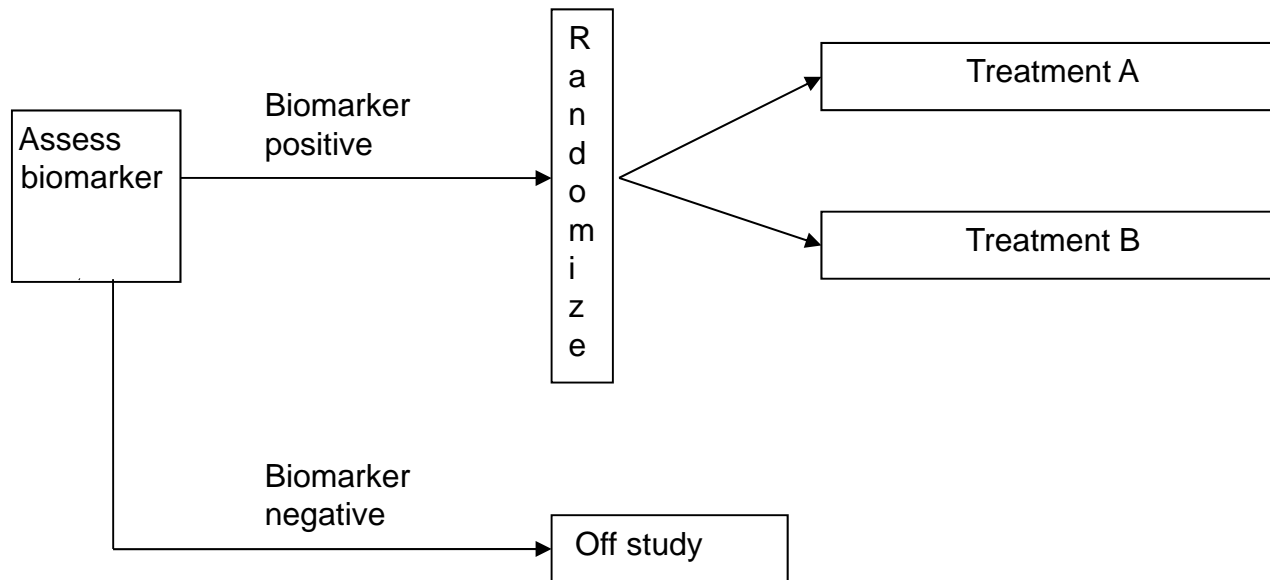 Assess
biomarker
Biomarker
positive
R
a
n
d
o
m
i
z
e
Treatment A
Treatment B
Biomarker
negative
Off study